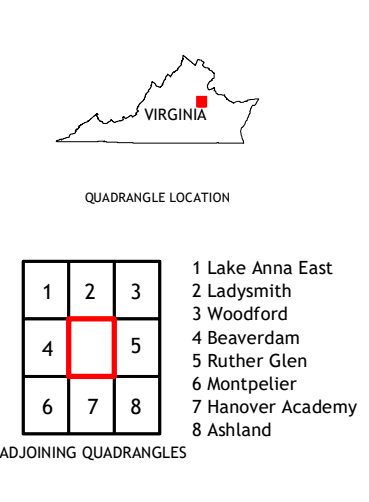 VIRGINIA
QUADRANGLE LOCATION
1 2 3
4 5
6 7 8
ADJOINING QUADRANGLES
1 Lake Anna East
2 Ladysmith
3 Woodford
4 Beaverdam
5 Ruther Glen
6 Montpelier
7 Hanover Academy
8 Ashland